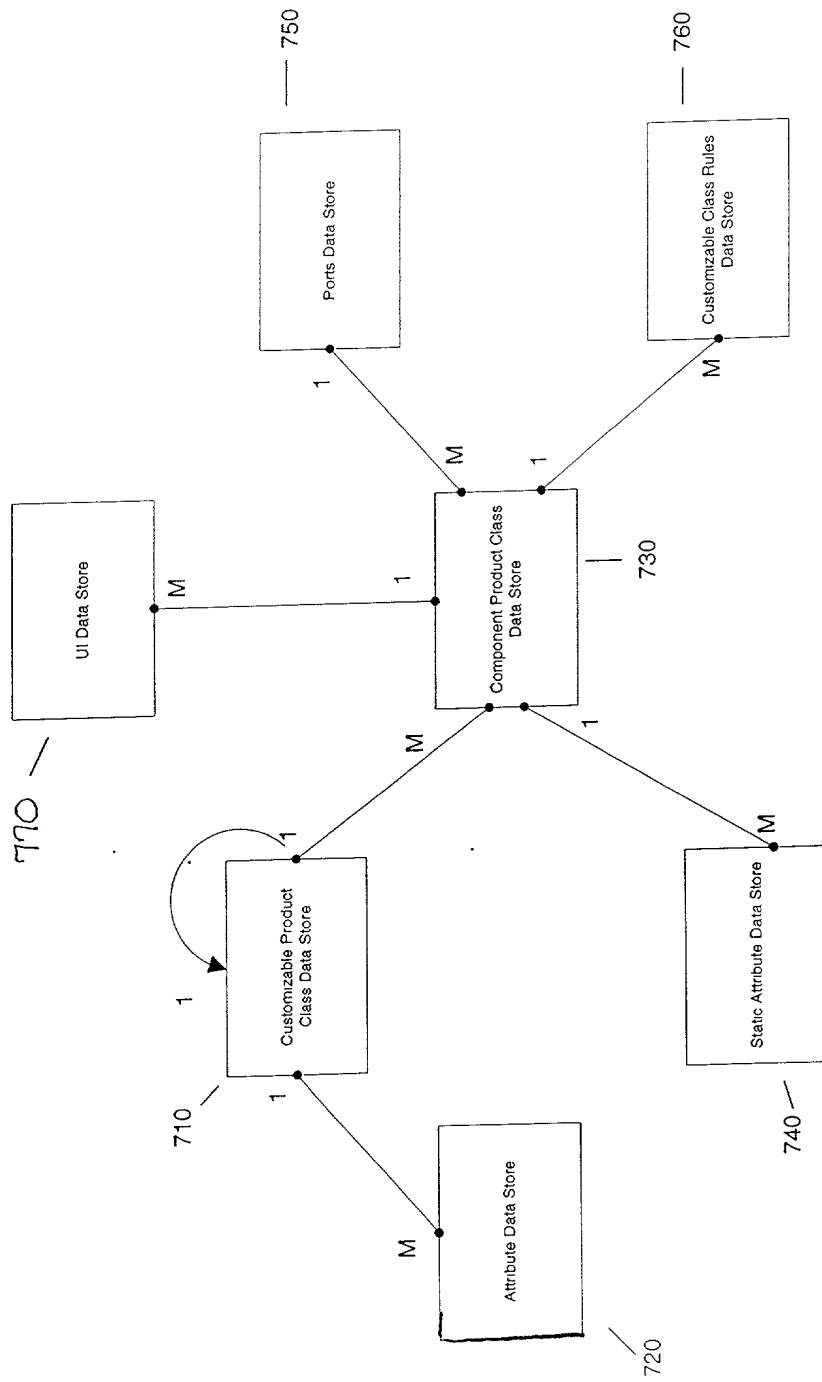 770
UI Data Store
M
1
750
Ports Data Store
1
M
710
1
1
Customizable Product
Class Data Store
1
M
Component Product Class
Data Store
730
1
1
760
Customizable Class Rules
Data Store
M
M
Attribute Data Store
720
M
Static Attribute Data Store
740